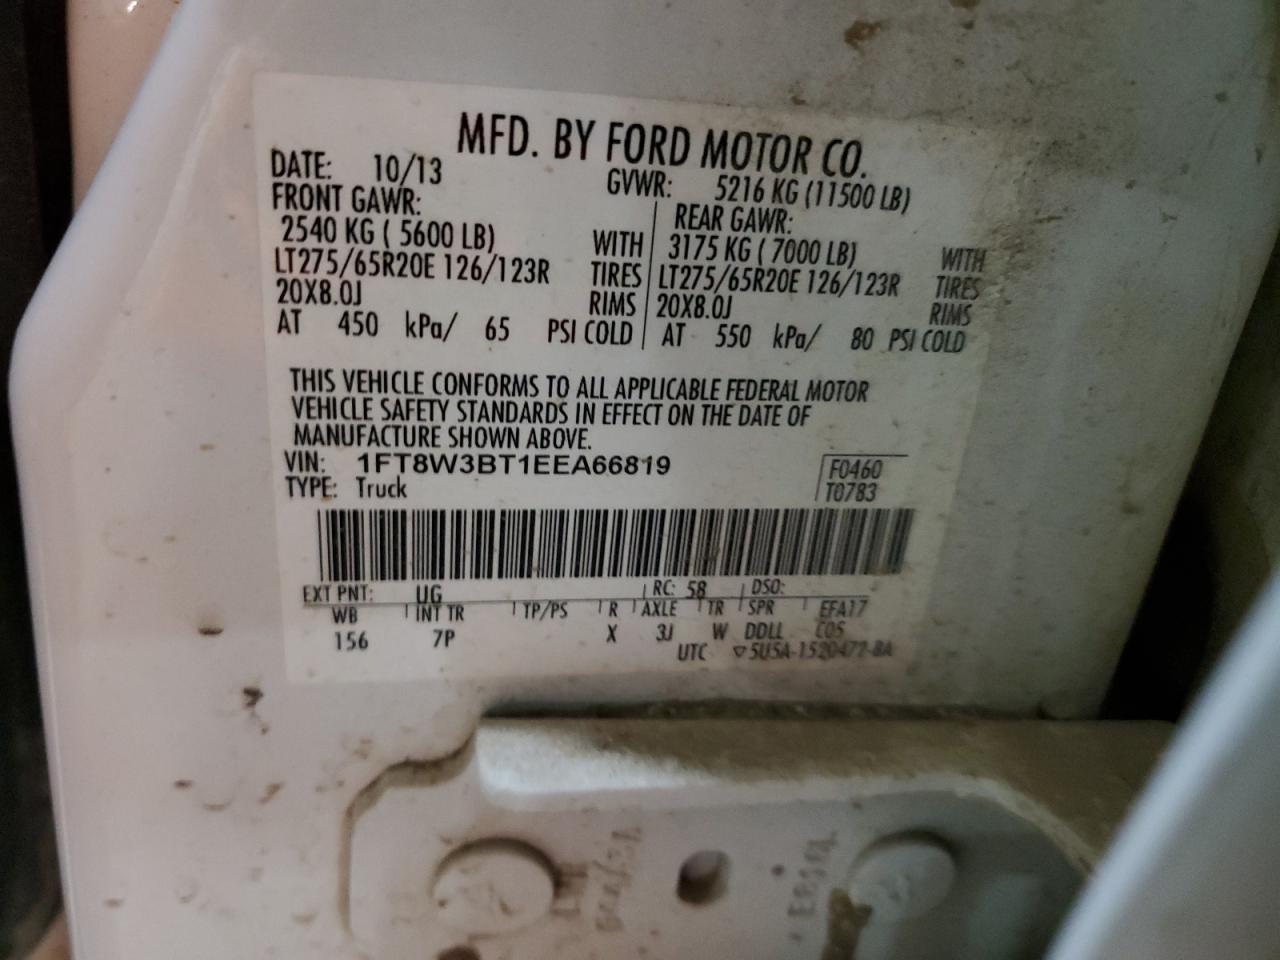 MFD. BY FORD MOTOR CO.
DATE: 10/13 GVWR: 5216 KG (11500 LB)
FRONT GAWR: REAR GAWR:
2540 KG ( 5600 LB) WITH 3175 KG ( 7000 LB) WITH
LT275/65R20E 126/123R TIRES LT275/65R20E 126/123R TIRES
20X8.0J RIMS 20X8.0J RIMS
AT 450 kPa/ 65 PSI COLD AT 550 kPa/ 80 PSI COLD
THIS VEHICLE CONFORMS TO ALL APPLICABLE FEDERAL MOTOR
VEHICLE SAFETY STANDARDS IN EFFECT ON THE DATE OF
MANUFACTURE SHOWN ABOVE.
VIN: 1FT8W3BT1EEA66819 F0460
TYPE: Truck T0783
EXT PNT: UG RC: 58 DSO:
WB INT TR TP/PS R AXLE TR SPR EFA17
156 7P X 3J W DDLL COS
UTC ▽5U5A-1520472-BA